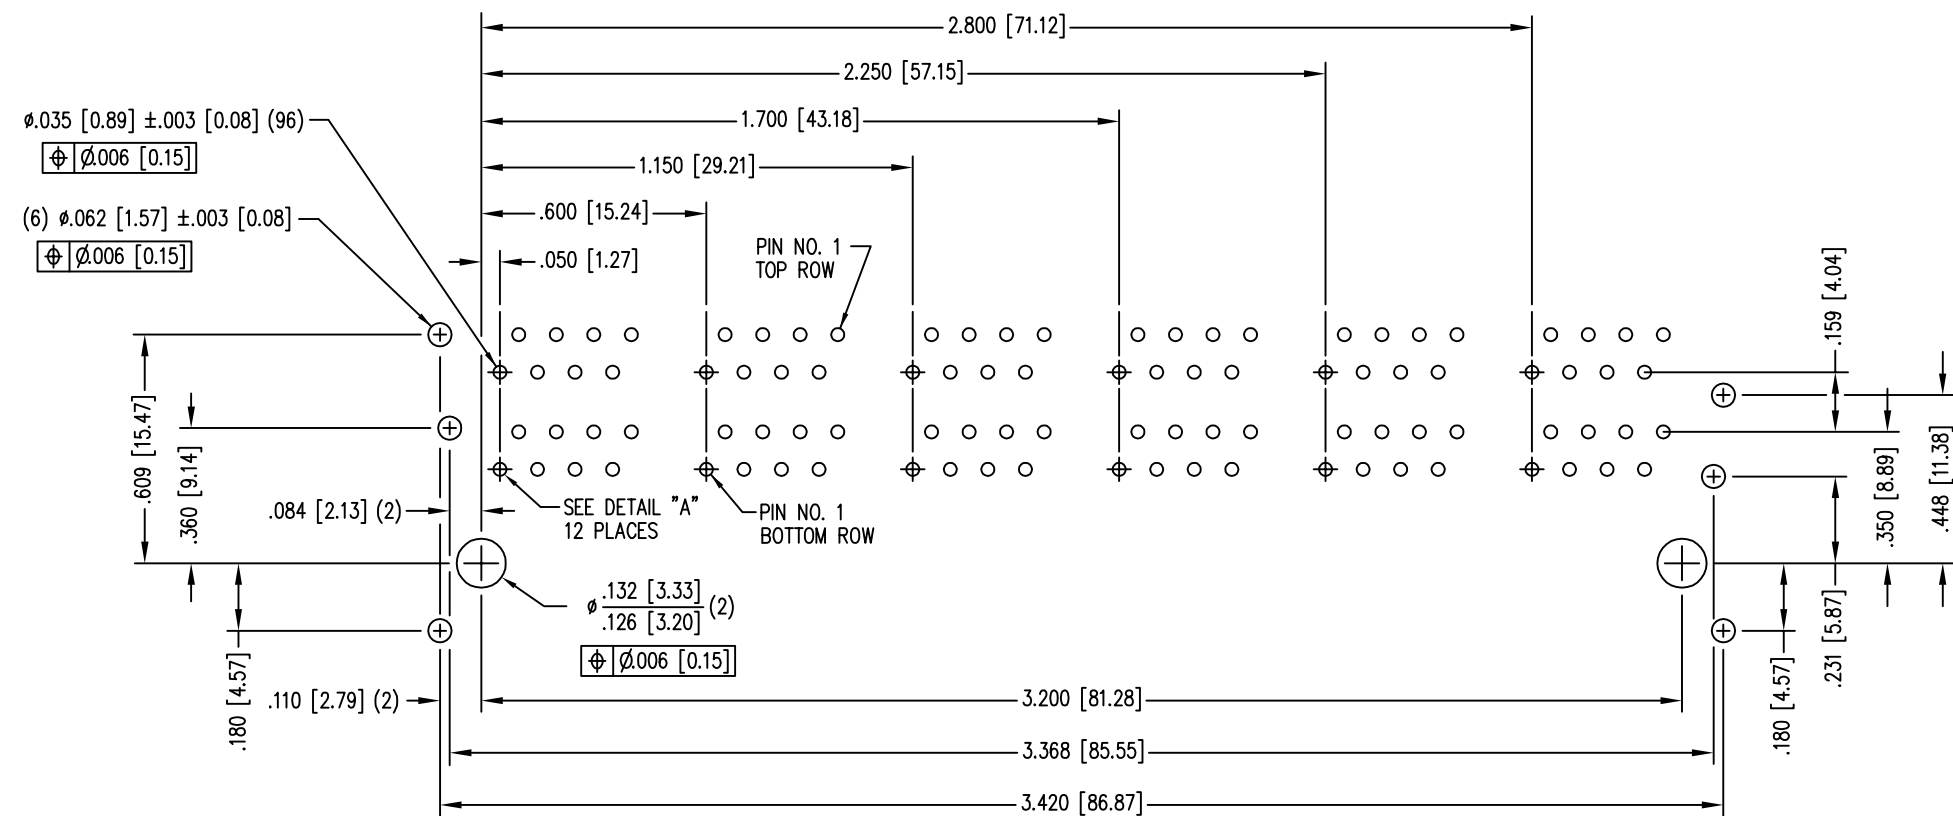 2.800 [71.12]
2.250 [57.15]
ø.035 [0.89] ±.003 [0.08] (96)
1.700 [43.18]
⌖ Ø.006 [0.15]
1.150 [29.21]
(6) ø.062 [1.57] ±.003 [0.08]
.600 [15.24]
⌖ Ø.006 [0.15]
.050 [1.27]
PIN NO. 1
TOP ROW
.159 [4.04]
.609 [15.47]
.360 [9.14]
.084 [2.13] (2)
SEE DETAIL "A"
12 PLACES
PIN NO. 1
BOTTOM ROW
.350 [8.89]
.448 [11.38]
ø .132 [3.33] (2)
.126 [3.20]
⌖ Ø.006 [0.15]
.231 [5.87]
.180 [4.57]
.110 [2.79] (2)
3.200 [81.28]
.180 [4.57]
3.368 [85.55]
3.420 [86.87]